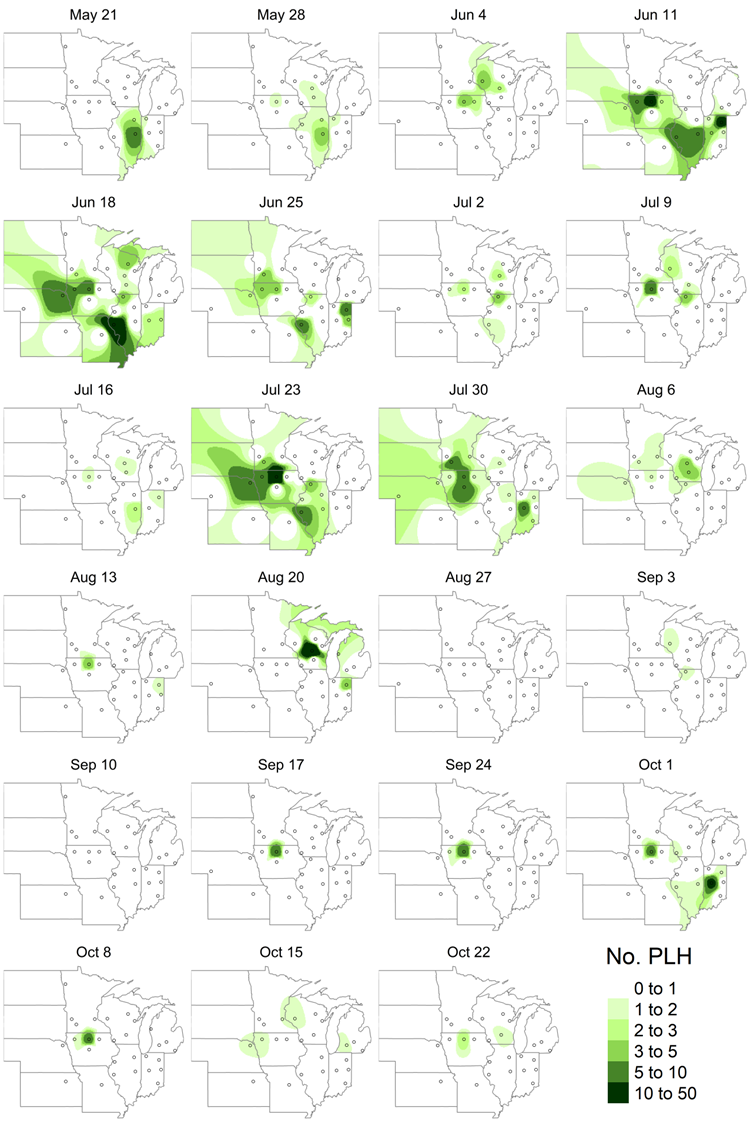 May 21
May 28
Jun 4
Jun 11
Jun 18
Jun 25
Jul 2
Jul 9
Jul 16
Jul 23
Jul 30
Aug 6
Aug 13
Aug 20
Aug 27
Sep 3
Sep 10
Sep 17
Sep 24
Oct 1
Oct 8
Oct 15
Oct 22
No. PLH
0 to 1
1 to 2
2 to 3
3 to 5
5 to 10
10 to 50